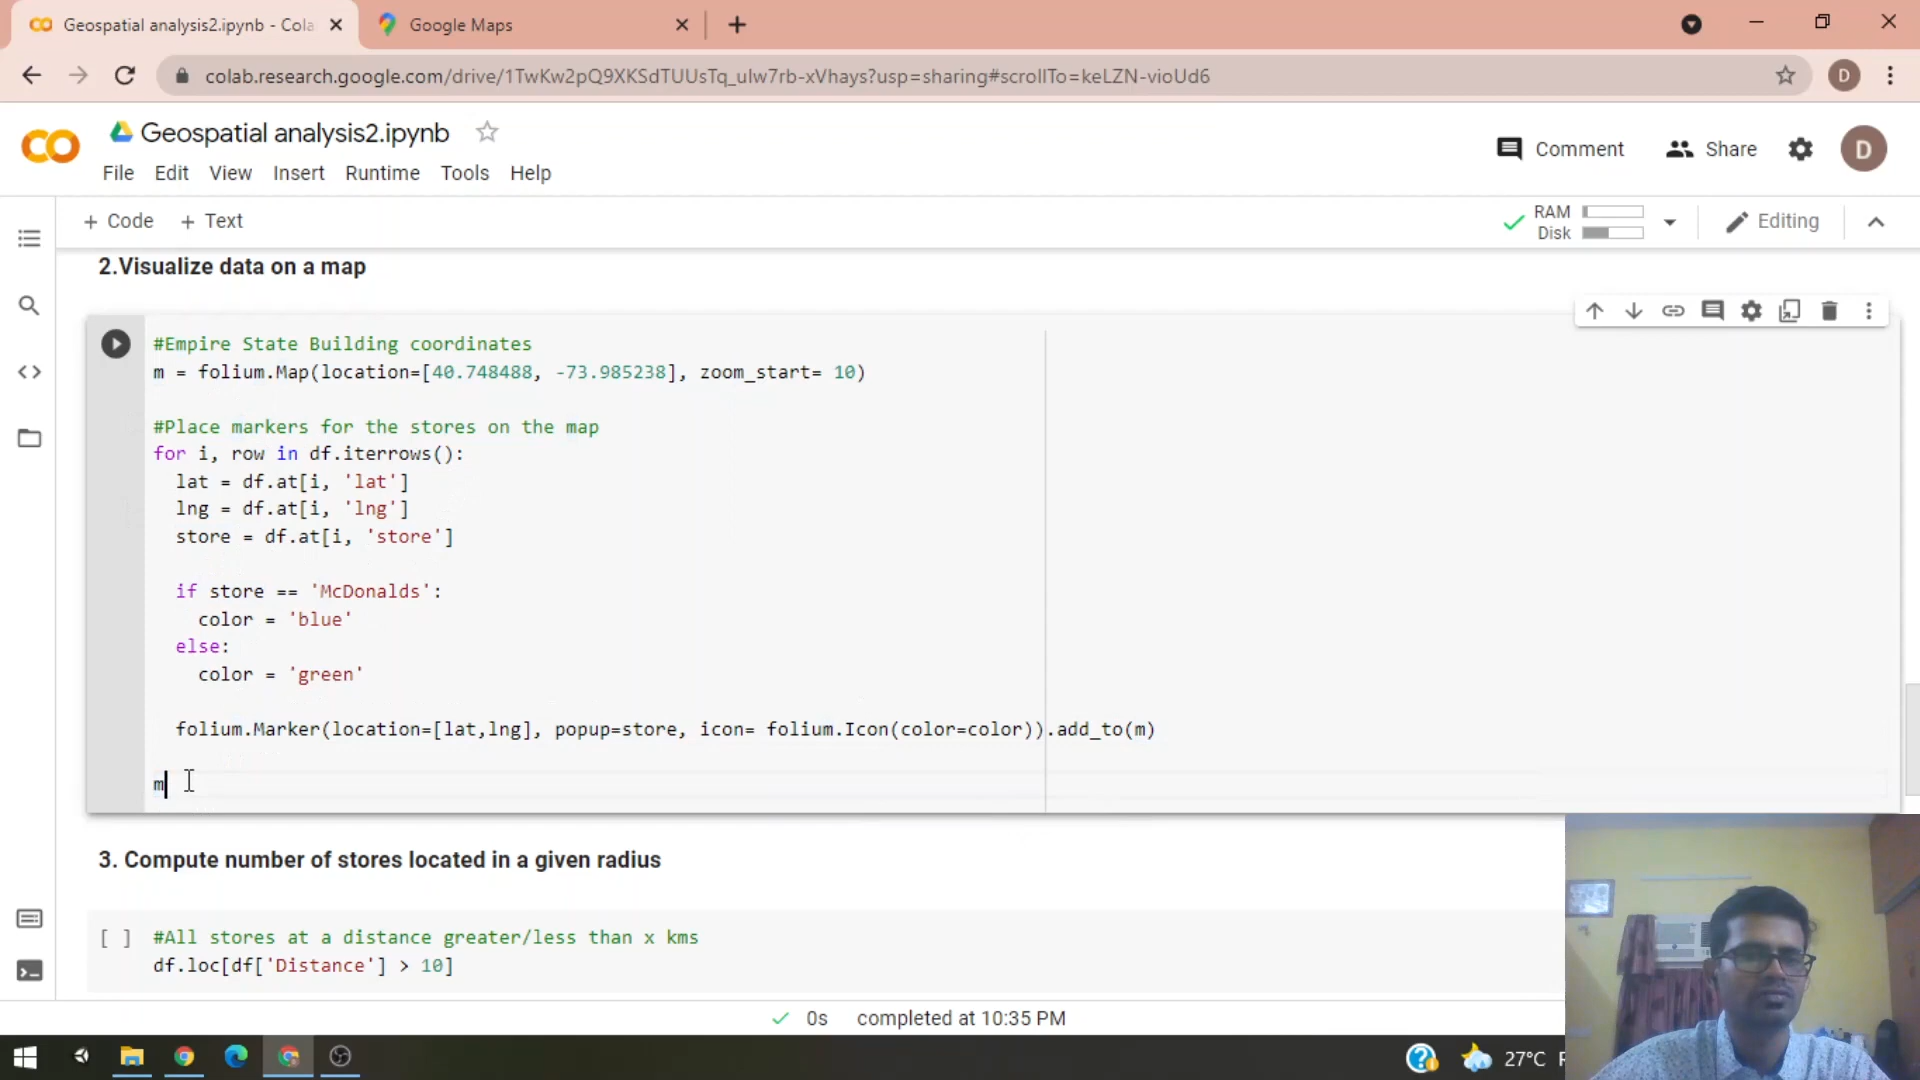 Geospatial analysis2.ipynb - Cola
Google Maps
colab.research.google.com/drive/1TwKw2pQ9XKSdTUUsTq_ulw7rb-xVhays?usp=sharing#scrollTo=keLZN-vioUd6
D
Geospatial analysis2.ipynb
File Edit View Insert Runtime Tools Help
Comment Share D
+ Code + Text
RAM
Disk
Editing
2.Visualize data on a map
#Empire State Building coordinates
m = folium.Map(location=[40.748488, -73.985238], zoom_start= 10)
#Place markers for the stores on the map
for i, row in df.iterrows():
lat = df.at[i, 'lat']
lng = df.at[i, 'lng']
store = df.at[i, 'store']
if store == 'McDonalds':
color = 'blue'
else:
color = 'green'
folium.Marker(location=[lat,lng], popup=store, icon= folium.Icon(color=color)).add_to(m)
m
3. Compute number of stores located in a given radius
[ ] #All stores at a distance greater/less than x kms
df.loc[df['Distance'] > 10]
0s completed at 10:35 PM
27°C